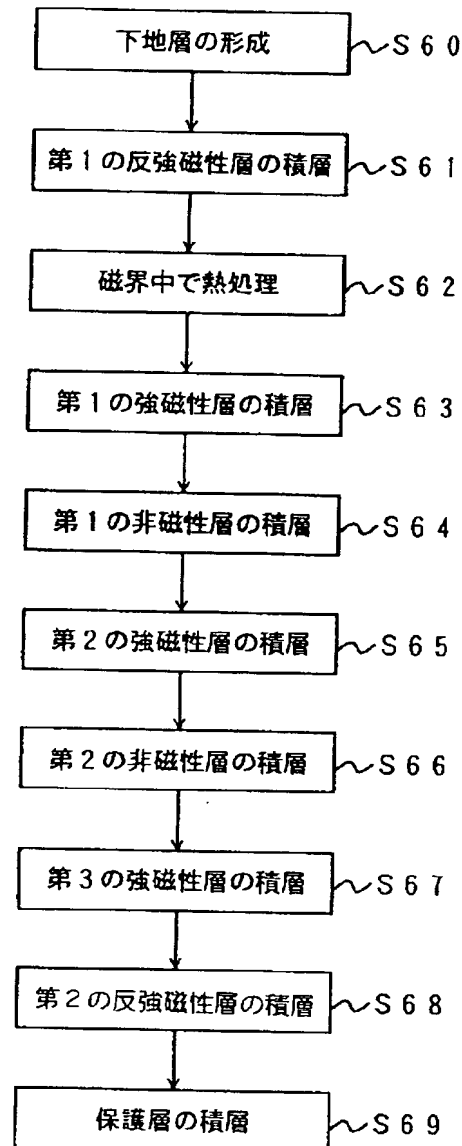 下地層の形成 S60
第1の反強磁性層の積層 S61
磁界中で熱処理 S62
第1の強磁性層の積層 S63
第1の非磁性層の積層 S64
第2の強磁性層の積層 S65
第2の非磁性層の積層 S66
第3の強磁性層の積層 S67
第2の反強磁性層の積層 S68
保護層の積層 S69